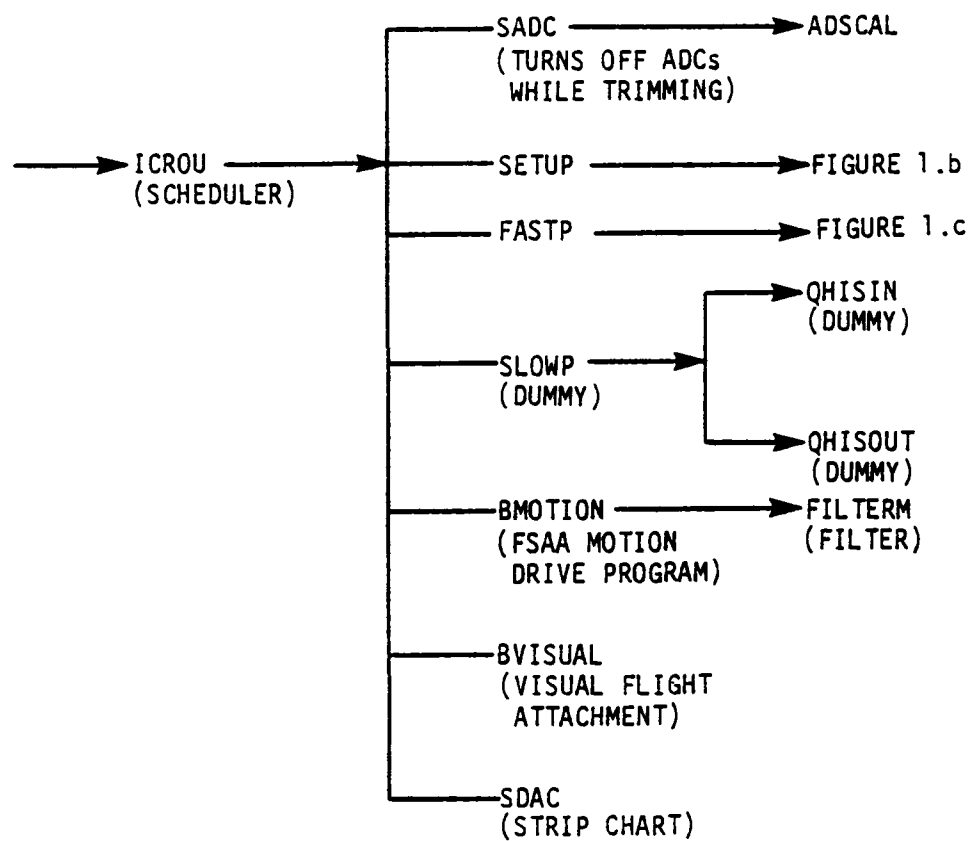 SADC
ADSCAL
(TURNS OFF ADCs
WHILE TRIMMING)
ICROU
(SCHEDULER)
SETUP
FIGURE 1.b
FASTP
FIGURE 1.c
QHISIN
(DUMMY)
SLOWP
(DUMMY)
QHISOUT
(DUMMY)
BMOTION
(FSAA MOTION
DRIVE PROGRAM)
FILTERM
(FILTER)
BVISUAL
(VISUAL FLIGHT
ATTACHMENT)
SDAC
(STRIP CHART)